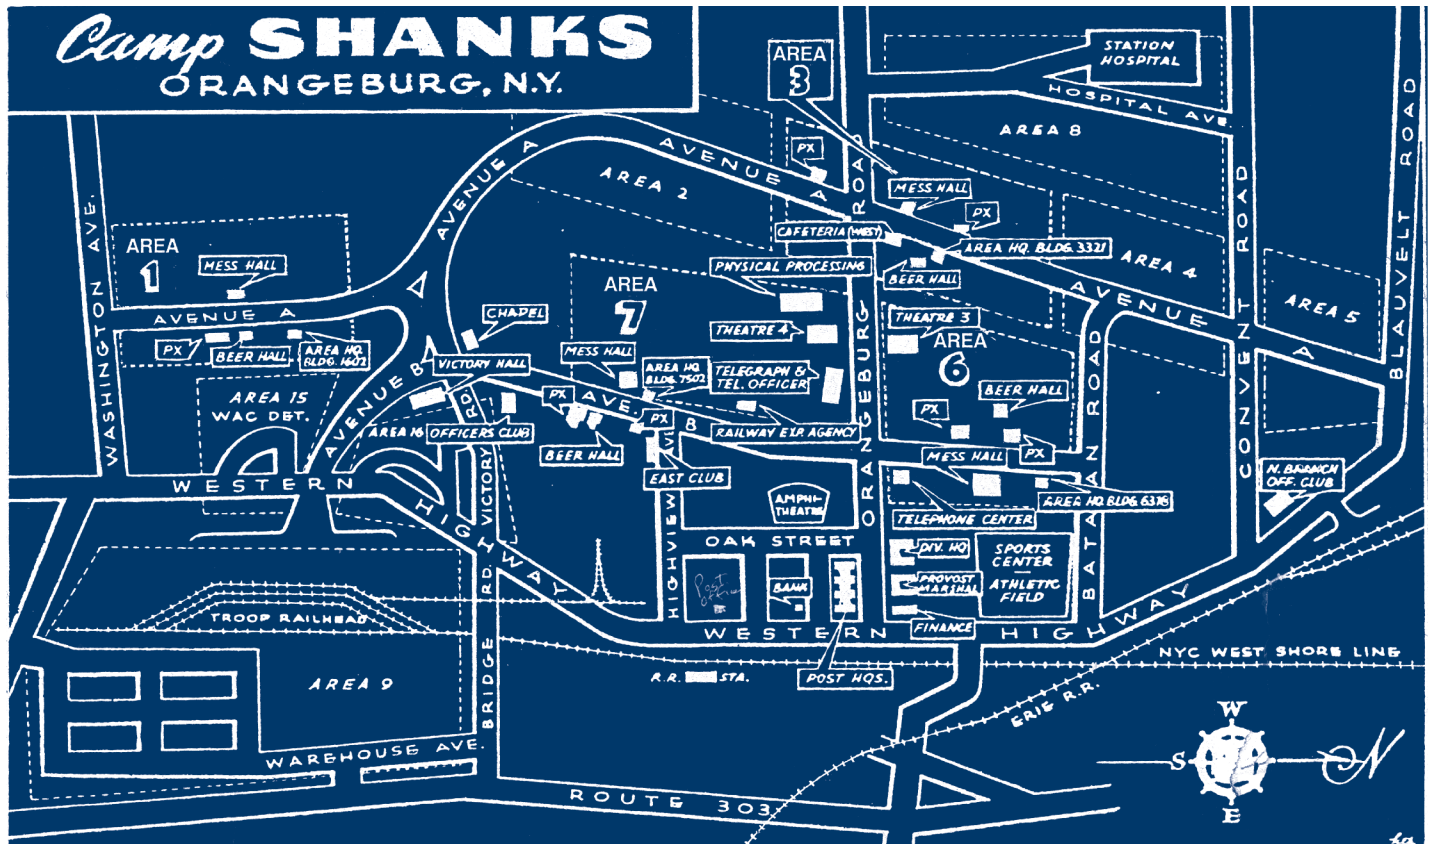 Camp SHANKS
ORANGEBURG, N.Y.
AREA
3
STATION
HOSPITAL
HOSPITAL AVE.
AREA 8
BLAUVELT ROAD
AVENUE A
AVENUE A
AREA 2
PX
ROAD
MESS HALL
PX
CONVENT ROAD
WASHINGTON AVE.
AREA
1
MESS HALL
CAFETERIA (WEST)
AREA HQ. BLDG. 3321
BEER HALL
AREA 4
AREA 5
PHYSICAL PROCESSING
AREA
7
AVENUE A
AVENUE A
CHAPEL
THEATRE 4
ORANGEBURG
THEATRE 3
AREA
6
BATAAN ROAD
PX
BEER HALL
AREA HQ.
BLDG. 1607
VICTORY HALL
MESS HALL
AREA HQ
BLDG. 7502
TELEGRAPH &
TEL. OFFICER
BEER HALL
PX
AVENUE B
AREA 15
WAC DET.
AREA 16
OFFICERS CLUB
PX
AVE. B
PX
RAILWAY EXP. AGENCY
BEER HALL
EAST CLUB
MESS HALL
PX
WESTERN HIGHWAY
VICTORY RD.
AMPHI-
THEATRE
TELEPHONE CENTER
AREA HQ. BLDG. 6376
N. BRANCH
OFF. CLUB
HIGHVIEW AVE.
OAK STREET
DIV. HQ
SPORTS
CENTER
ATHLETIC
FIELD
Post
Office
BANK
PROVOST
MARSHAL
FINANCE
TROOP RAILHEAD
WESTERN HIGHWAY
NYC WEST SHORE LINE
R.R. STA.
POST HQS.
ERIE R.R.
AREA 9
BRIDGE RD.
WAREHOUSE AVE.
ROUTE 303
W
S
N
E